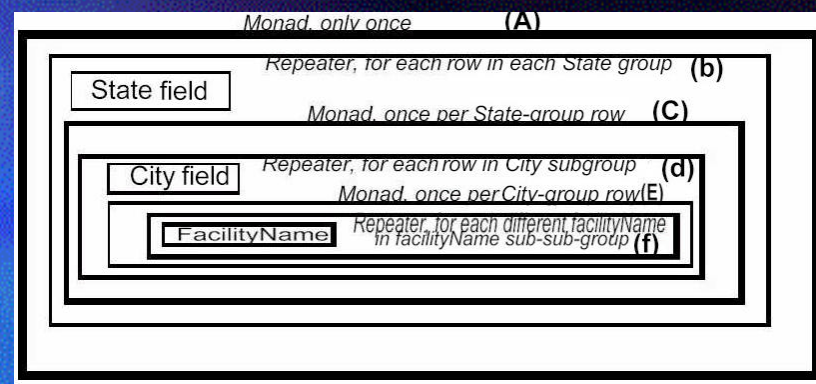 Monad, only once (A)
Repeater, for each row in each State group (b)
State field
Monad, once per State-group row (C)
Repeater, for each row in City subgroup (d)
City field
Monad, once per City-group row (E)
Repeater, for each different facilityName
FacilityName
in facilityName sub-sub-group (f)